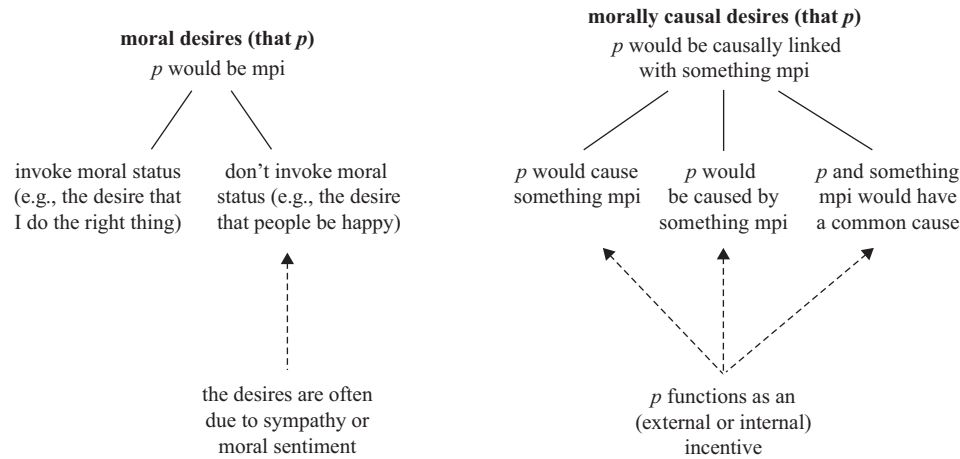 moral desires (that p)
p would be mpi
invoke moral status
(e.g., the desire that
I do the right thing)
don’t invoke moral
status (e.g., the desire
that people be happy)
the desires are often
due to sympathy or
moral sentiment
morally causal desires (that p)
p would be causally linked
with something mpi
p would cause
something mpi
p would
be caused by
something mpi
p and something
mpi would have
a common cause
p functions as an
(external or internal)
incentive